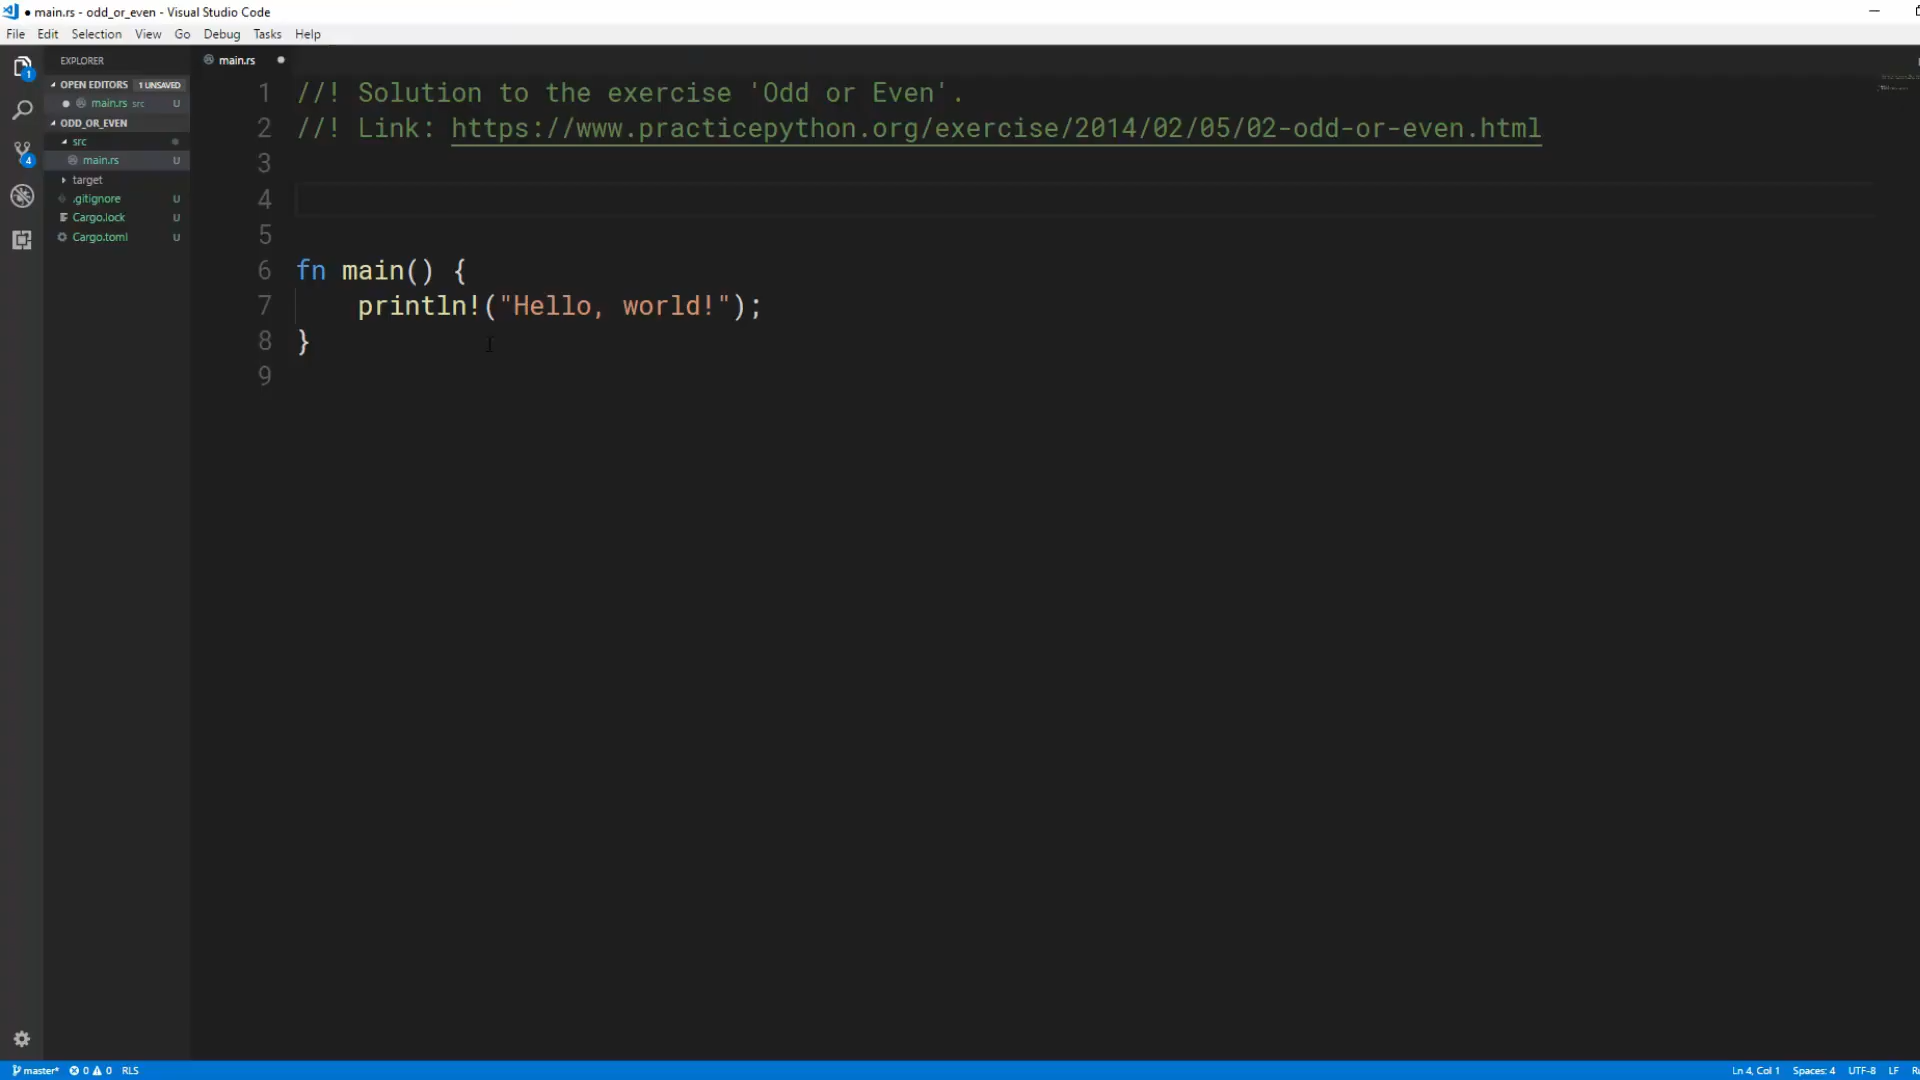 main.rs - odd_or_even - Visual Studio Code
File Edit Selection View Go Debug Tasks Help
EXPLORER
OPEN EDITORS 1 UNSAVED
main.rs src U
ODD_OR_EVEN
src
main.rs U
target
.gitignore U
Cargo.lock U
Cargo.toml U
1
4
main.rs
1 //! Solution to the exercise 'Odd or Even'.
2 //! Link: https://www.practicepython.org/exercise/2014/02/05/02-odd-or-even.html
3
4
5
6 fn main() {
7     println!("Hello, world!");
8 }
9
master* 0 0 RLS
Ln 4, Col 1 Spaces: 4 UTF-8 LF